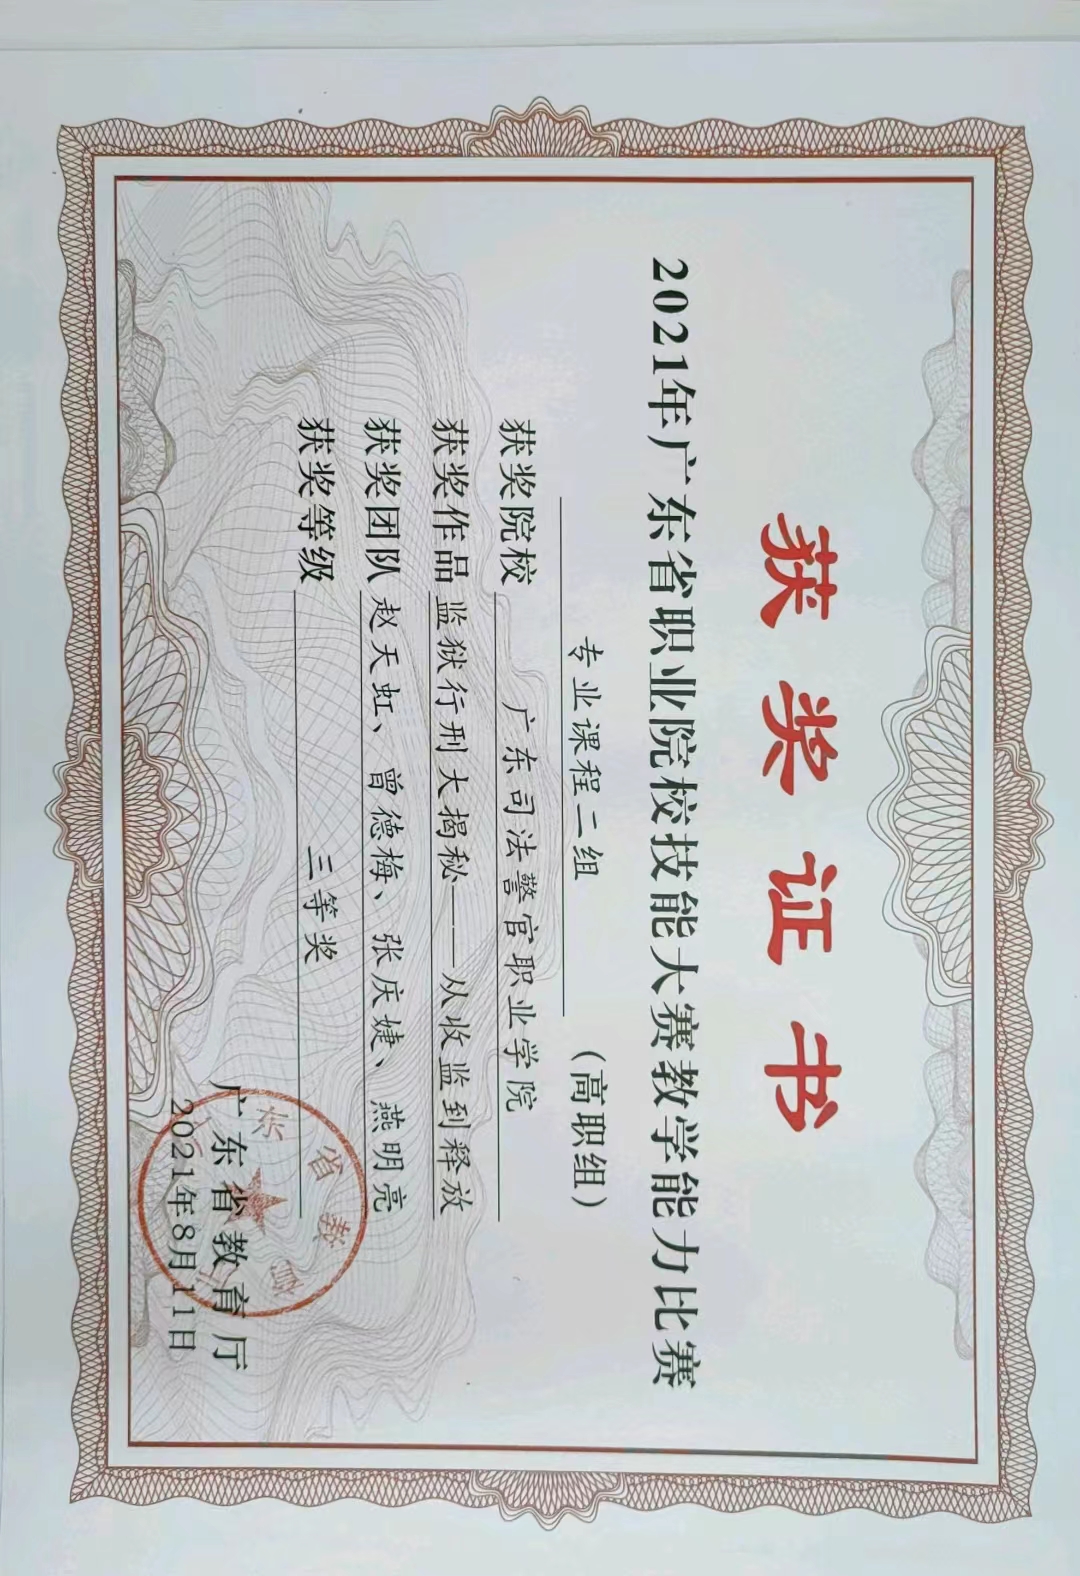 获奖证书
2021年广东省职业院校技能大赛教学能力比赛
专业课程二组（高职组）
获奖院校 广东司法警官职业学院
获奖作品 监狱行刑大揭秘——从收监到释放
获奖团队 赵天虹、曾德梅、张庆婕、燕明亮
获奖等级 三等奖
广东省教育厅
2021年8月11日